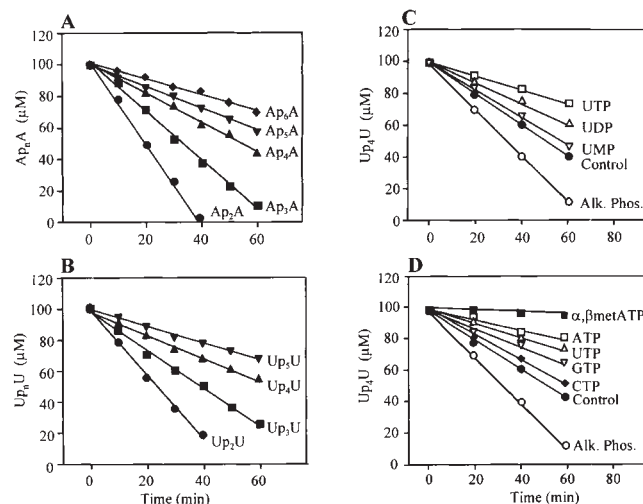 A
120
100
80
60
40
20
0
ApₙA (µM)
Ap₆A
Ap₅A
Ap₄A
Ap₃A
Ap₂A
0 20 40 60
B
120
100
80
60
40
20
0
UpₙU (µM)
Up₅U
Up₄U
Up₃U
Up₂U
0 20 40 60
Time (min)
C
120
100
80
60
40
20
0
Up₄U (µM)
UTP
UDP
UMP
Control
Alk. Phos.
0 20 40 60 80
D
120
100
80
60
40
20
0
Up₄U (µM)
α,βmetATP
ATP
UTP
GTP
CTP
Control
Alk. Phos.
0 20 40 60 80
Time (min)